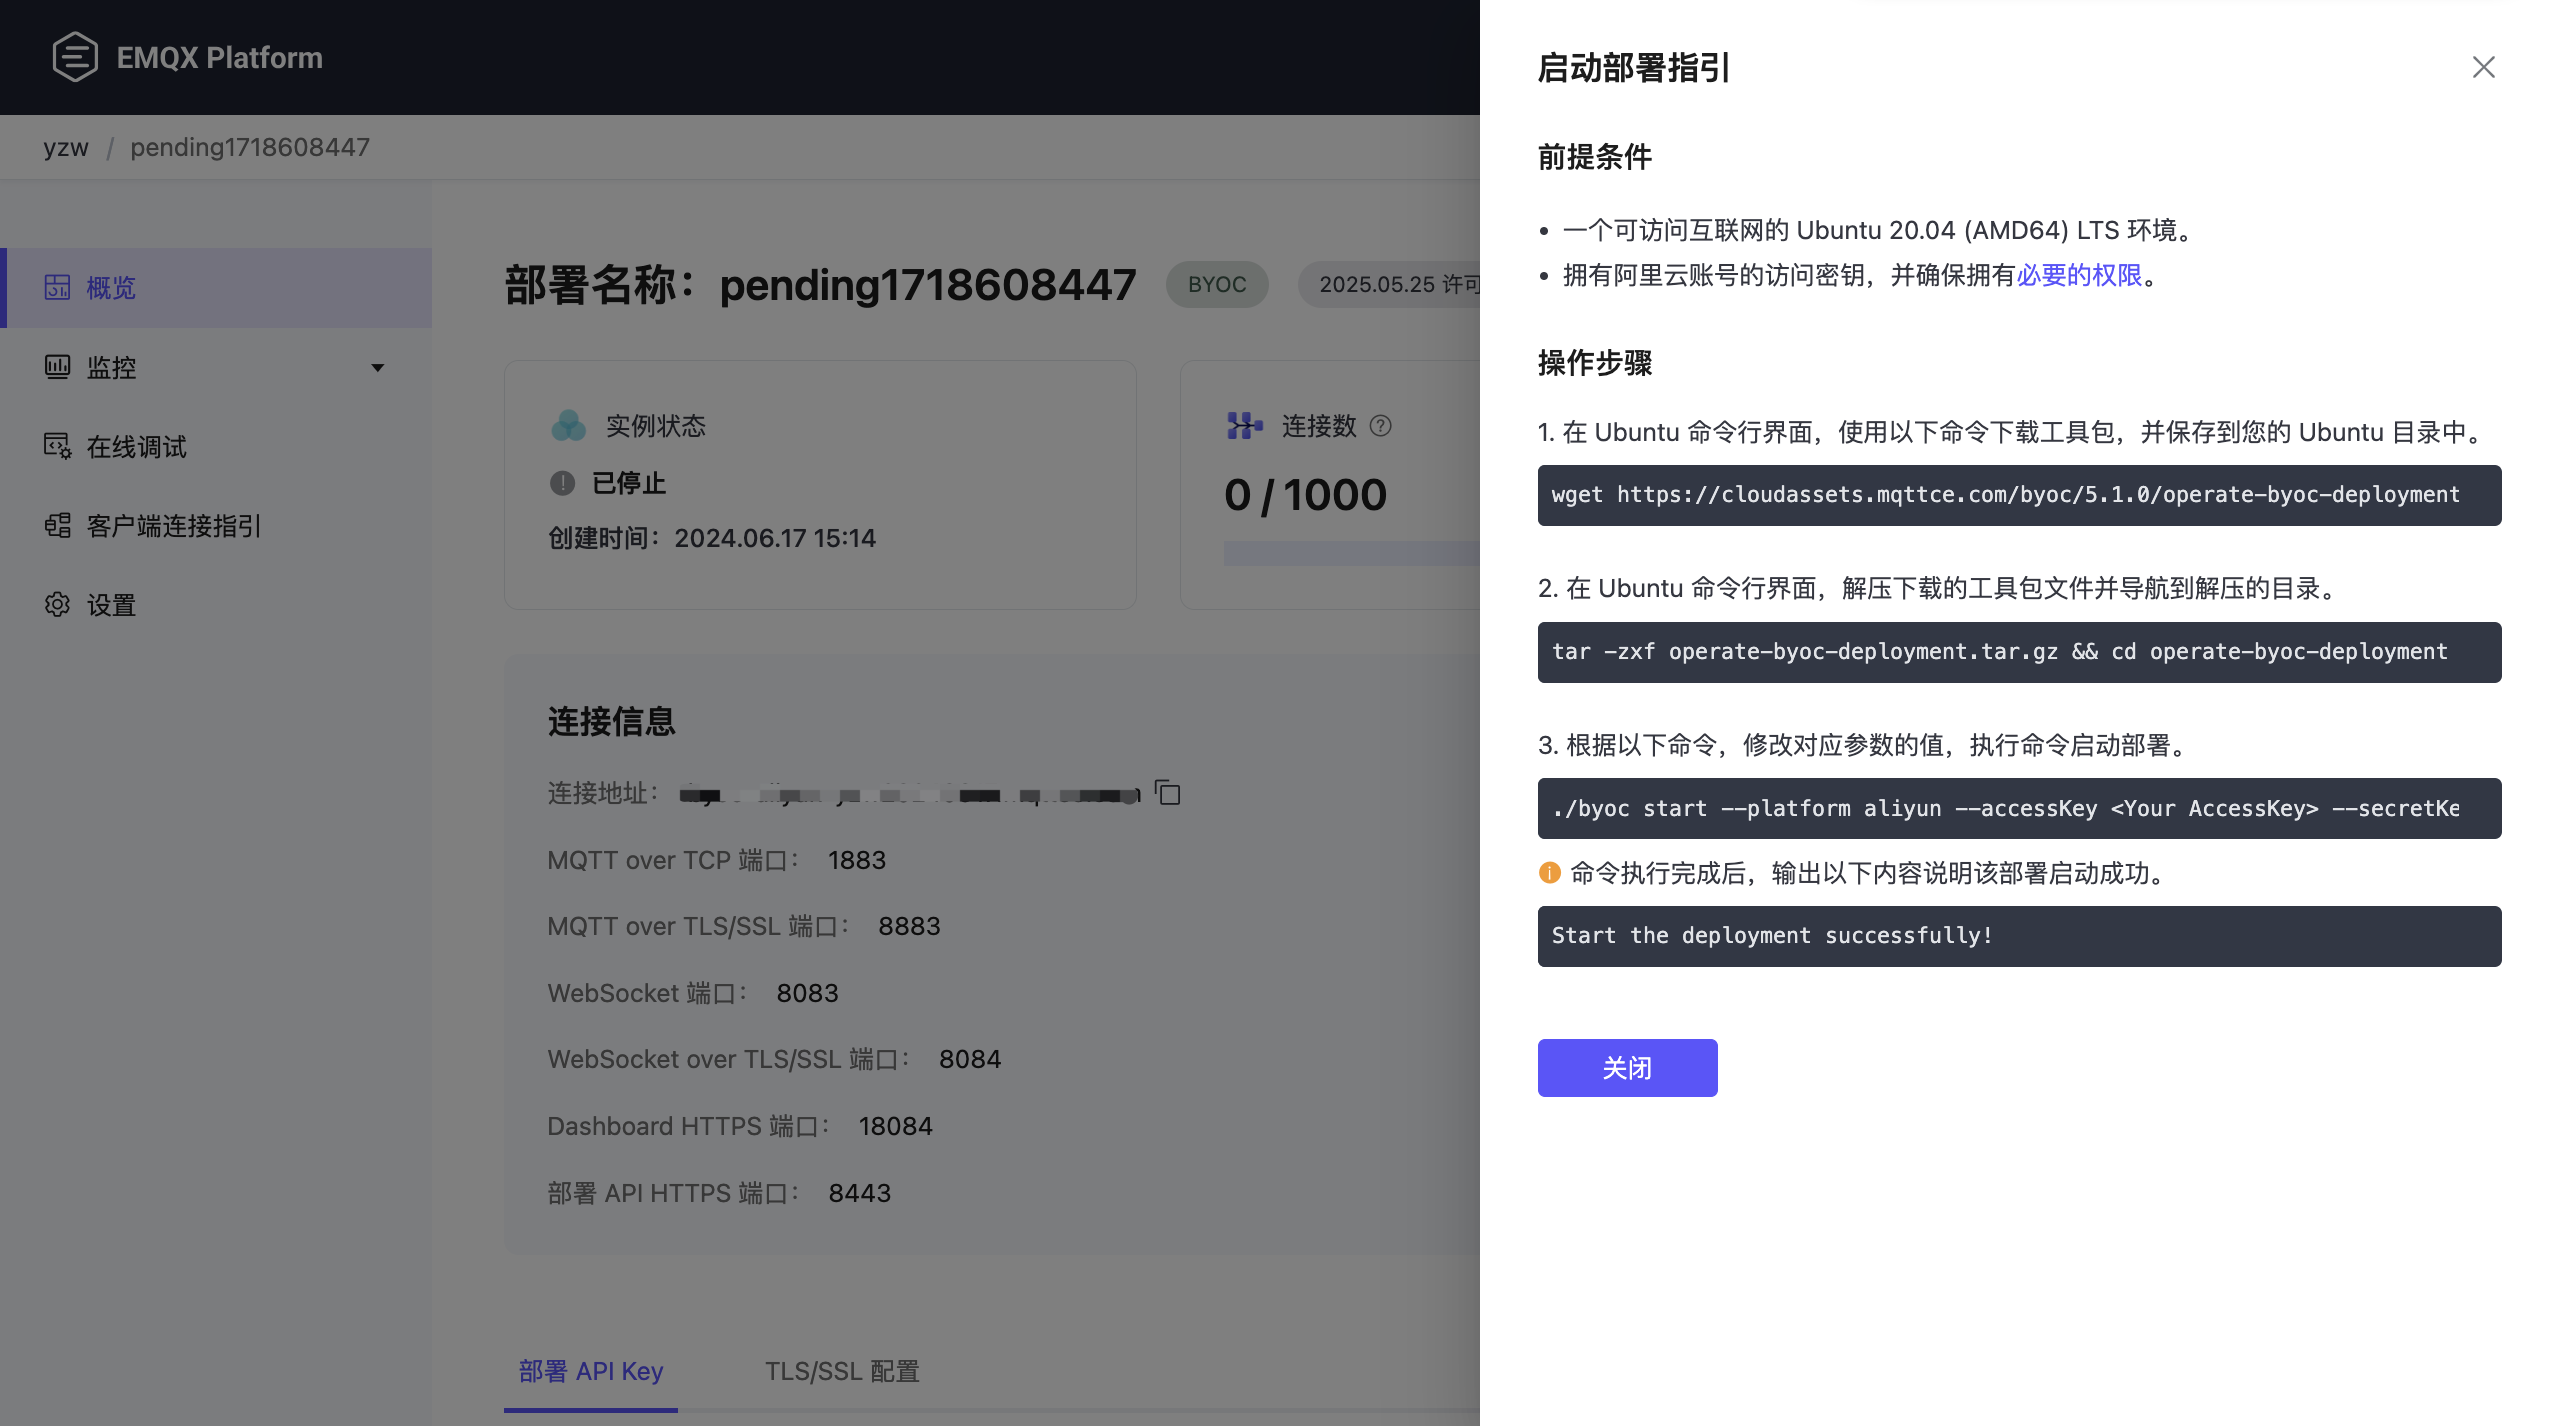 EMQX Platform
yzw / pending1718608447
概览
监控
在线调试
客户端连接指引
设置
部署名称：pending1718608447
BYOC
2025.05.25 许可
实例状态
已停止
创建时间：2024.06.17 15:14
连接数
0 / 1000
连接信息
连接地址：
MQTT over TCP 端口： 1883
MQTT over TLS/SSL 端口： 8883
WebSocket 端口： 8083
WebSocket over TLS/SSL 端口： 8084
Dashboard HTTPS 端口： 18084
部署 API HTTPS 端口： 8443
部署 API Key
TLS/SSL 配置
启动部署指引
前提条件
• 一个可访问互联网的 Ubuntu 20.04 (AMD64) LTS 环境。
• 拥有阿里云账号的访问密钥，并确保拥有必要的权限。
操作步骤
1. 在 Ubuntu 命令行界面，使用以下命令下载工具包，并保存到您的 Ubuntu 目录中。
wget https://cloudassets.mqttce.com/byoc/5.1.0/operate-byoc-deployment
2. 在 Ubuntu 命令行界面，解压下载的工具包文件并导航到解压的目录。
tar -zxf operate-byoc-deployment.tar.gz && cd operate-byoc-deployment
3. 根据以下命令，修改对应参数的值，执行命令启动部署。
./byoc start --platform aliyun --accessKey <Your AccessKey> --secretKe
命令执行完成后，输出以下内容说明该部署启动成功。
Start the deployment successfully!
关闭